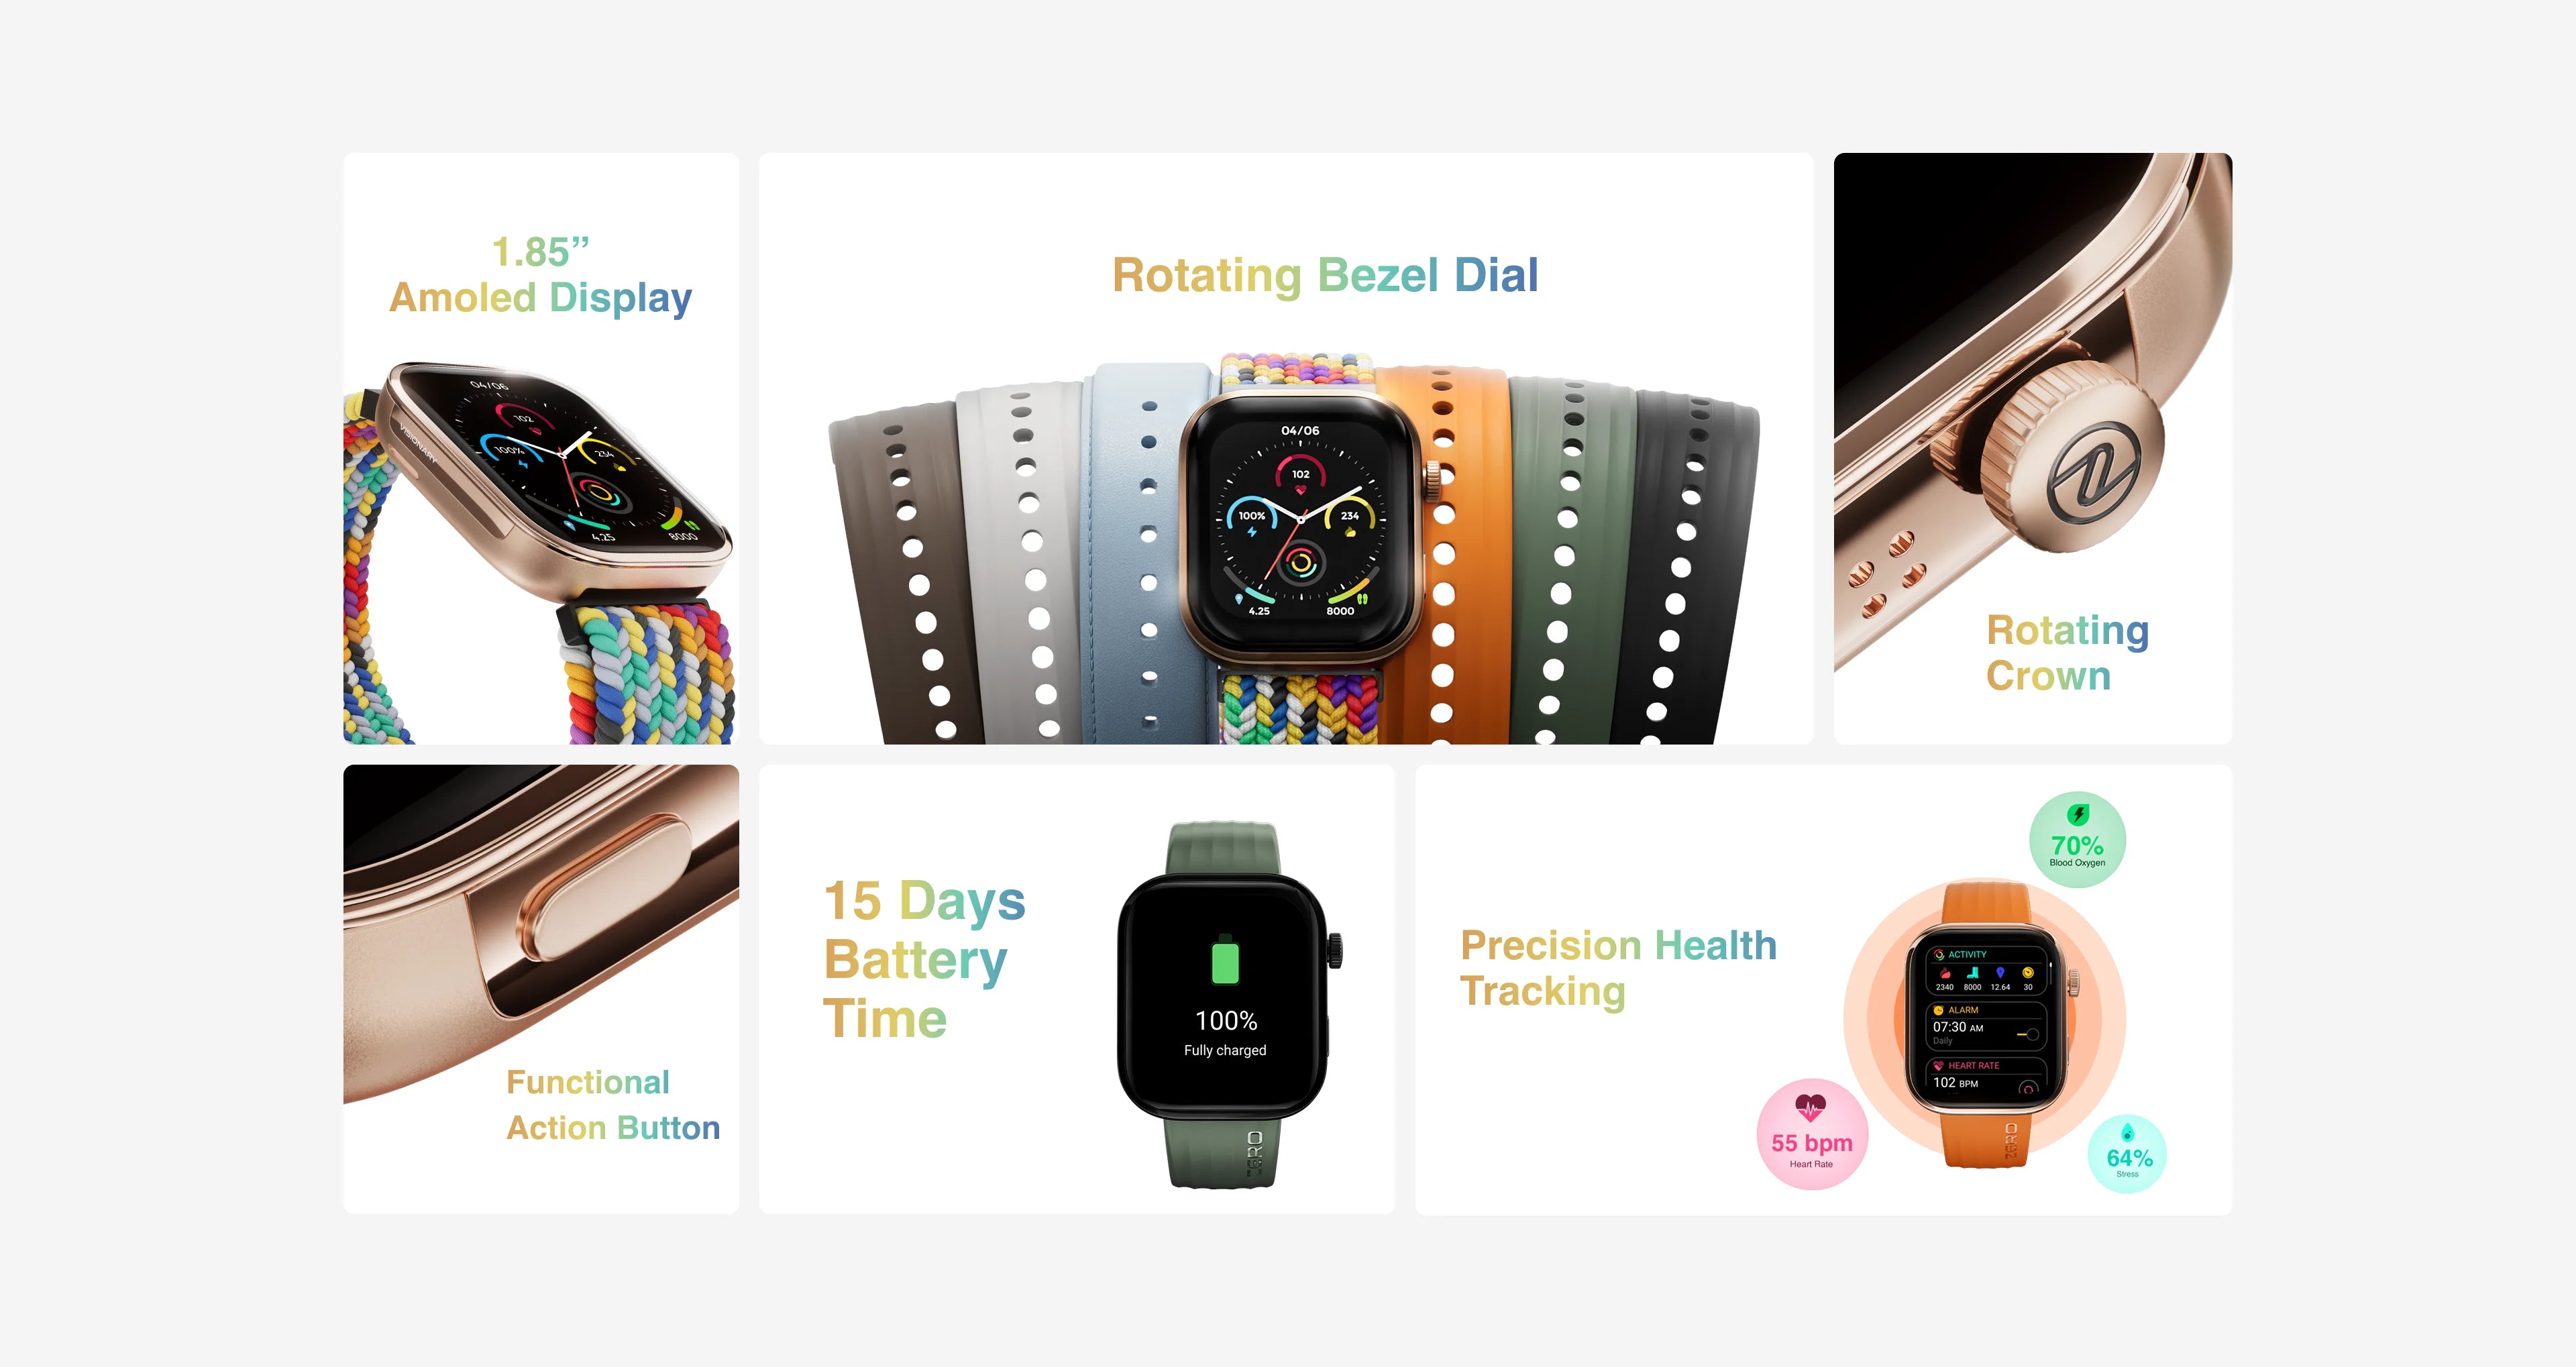 1.85”
Amoled Display
04/06
102
100%
234
4.25
8000
VISIONARY
Rotating Bezel Dial
04/06
102
100%
234
4.25
8000
Rotating
Crown
Functional
Action Button
15 Days
Battery
Time
100%
Fully charged
ZERO
Precision Health
Tracking
70%
Blood Oxygen
ACTIVITY
2340 8000 12.64 30
ALARM
07:30 AM
Daily
HEART RATE
102 BPM
ZERO
55 bpm
Heart Rate
64%
Stress